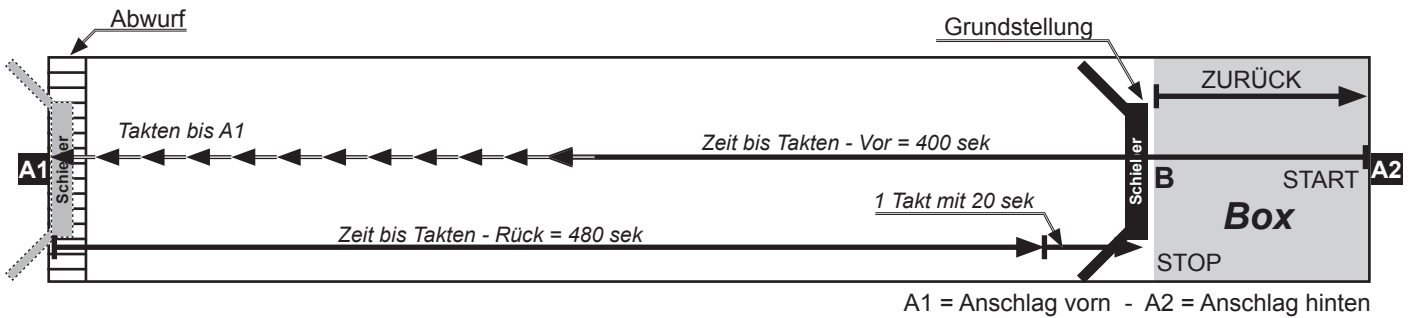 Abwurf
Grundstellung
ZURÜCK
Takten bis A1
Zeit bis Takten - Vor = 400 sek
A1
Schieber
Schieber
B
START
A2
1 Takt mit 20 sek
Box
Zeit bis Takten - Rück = 480 sek
STOP
A1 = Anschlag vorn - A2 = Anschlag hinten